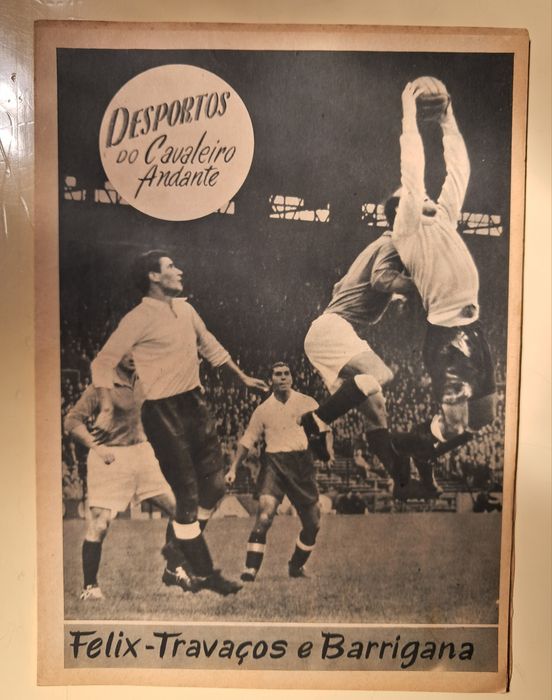 DESPORTOS
DO Cavaleiro
Andante
Felix-Travaços e Barrigana